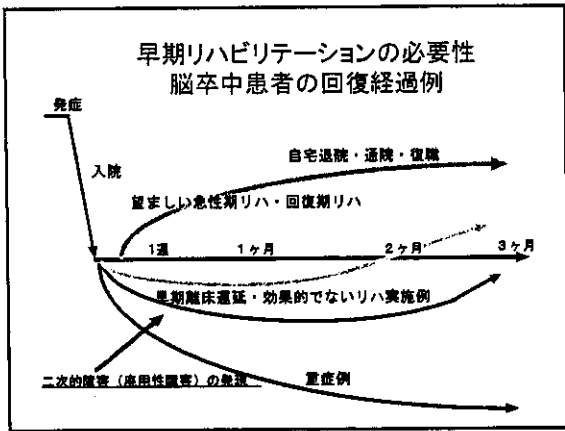 早期リハビリテーションの必要性
脳卒中患者の回復経過例
発症
入院
自宅退院・通院・復職
望ましい急性期リハ・回復期リハ
1週
1ヶ月
2ヶ月
3ヶ月
早期離床遅延・効果的でないリハ実施例
二次的障害（廃用性障害）の発現
重症例